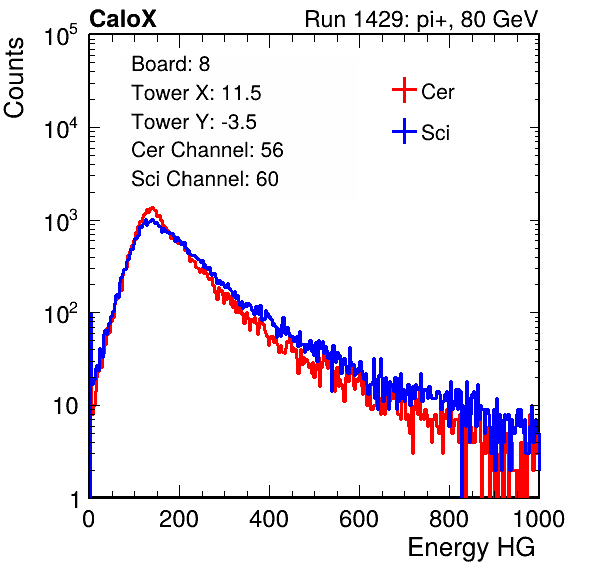 CaloX Run 1429: pi+, 80 GeV
Counts
Board: 8
Tower X: 11.5
Tower Y: -3.5
Cer Channel: 56
Sci Channel: 60
Cer
Sci
10^5
10^4
10^3
10^2
10
1
0 200 400 600 800 1000
Energy HG